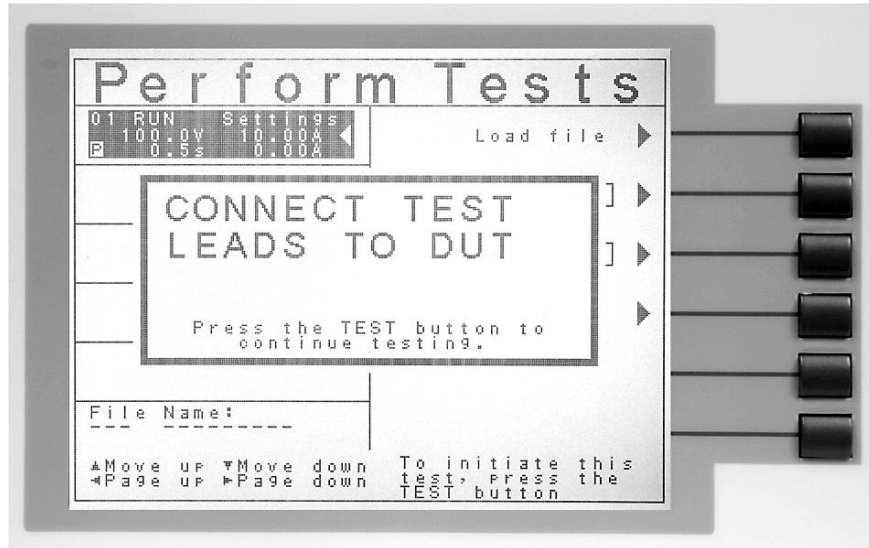 Perform Tests
01 RUN Settings
100.0V 10.00A
P 0.5s 0.00A
Load file
]
]
CONNECT TEST
LEADS TO DUT
Press the TEST button to
continue testing.
File Name:
▲Move up ▼Move down
◄Page up ►Page down
To initiate this
test, press the
TEST button